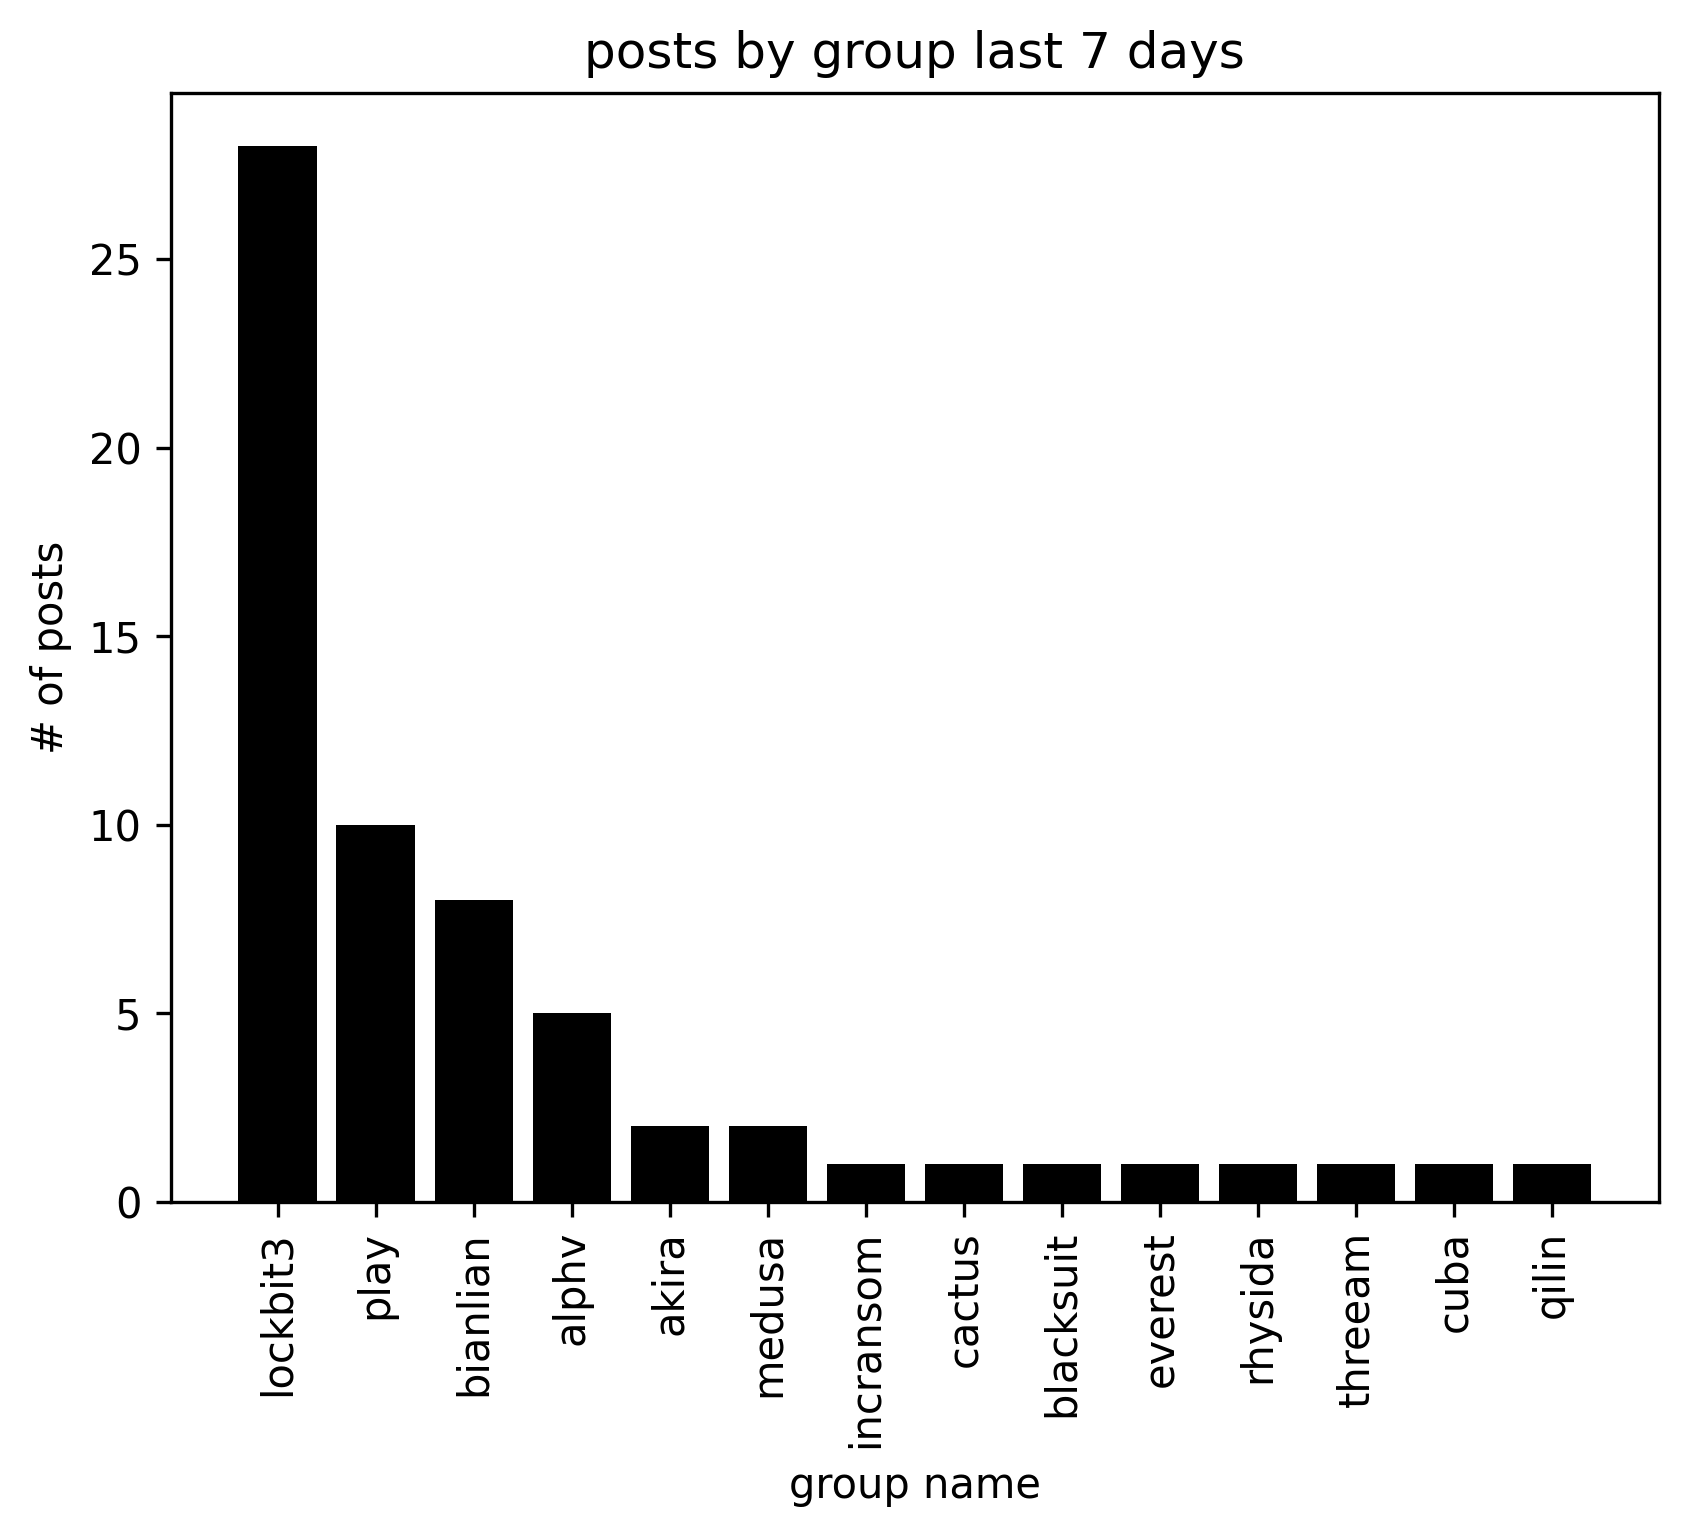 posts by group last 7 days
# of posts
25
20
15
10
5
0
lockbit3
play
bianlian
alphv
akira
medusa
incransom
cactus
blacksuit
everest
rhysida
threeam
cuba
qilin
group name